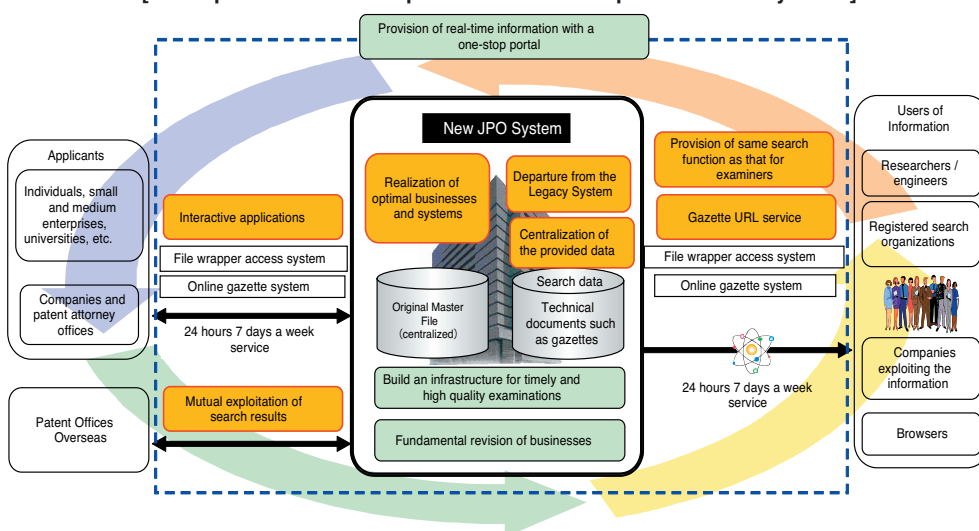 Provision of real-time information with a
one-stop portal
New JPO System
Realization of
optimal businesses
and systems
Departure from the
Legacy System
Centralization of
the provided data
Original Master
File
(centralized)
Search data
Technical
documents such
as gazettes
Build an infrastructure for timely and
high quality examinations
Fundamental revision of businesses
Applicants
Individuals, small
and medium
enterprises,
universities, etc.
Companies and
patent attorney
offices
Patent Offices
Overseas
Interactive applications
File wrapper access system
Online gazette system
24 hours 7 days a week
service
Mutual exploitation of
search results
Provision of same search
function as that for
examiners
Gazette URL service
File wrapper access system
Online gazette system
24 hours 7 days a week
service
Users of
Information
Researchers /
engineers
Registered search
organizations
Companies
exploiting the
information
Browsers